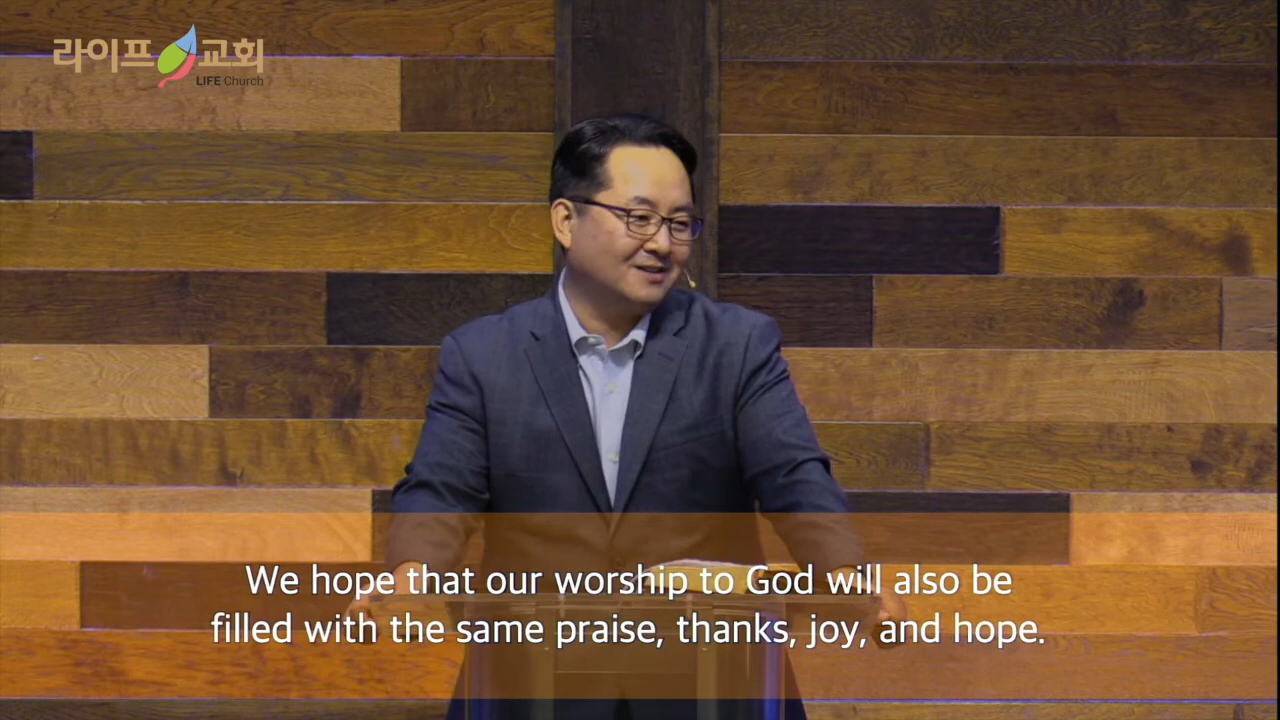 라이프교회
LIFE Church
We hope that our worship to God will also be
filled with the same praise, thanks, joy, and hope.